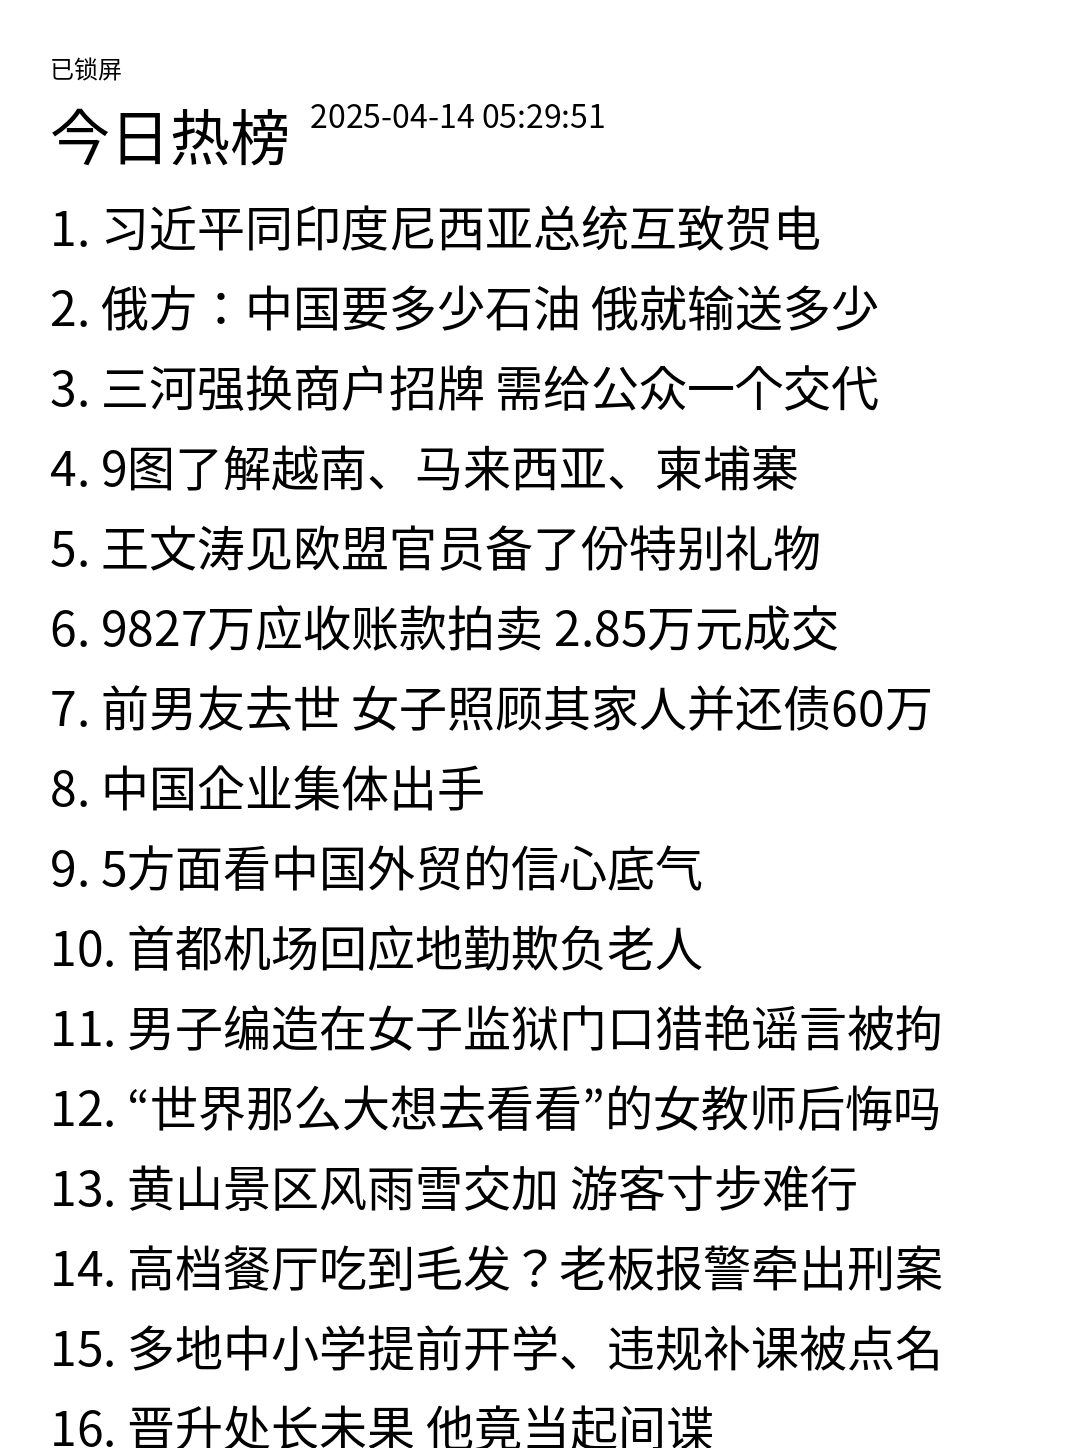 已锁屏
今日热榜 2025-04-14 05:29:51
1. 习近平同印度尼西亚总统互致贺电
2. 俄方：中国要多少石油 俄就输送多少
3. 三河强换商户招牌 需给公众一个交代
4. 9图了解越南、马来西亚、柬埔寨
5. 王文涛见欧盟官员备了份特别礼物
6. 9827万应收账款拍卖 2.85万元成交
7. 前男友去世 女子照顾其家人并还债60万
8. 中国企业集体出手
9. 5方面看中国外贸的信心底气
10. 首都机场回应地勤欺负老人
11. 男子编造在女子监狱门口猎艳谣言被拘
12. “世界那么大想去看看”的女教师后悔吗
13. 黄山景区风雨雪交加 游客寸步难行
14. 高档餐厅吃到毛发？老板报警牵出刑案
15. 多地中小学提前开学、违规补课被点名
16. 晋升处长未果 他竟当起间谍